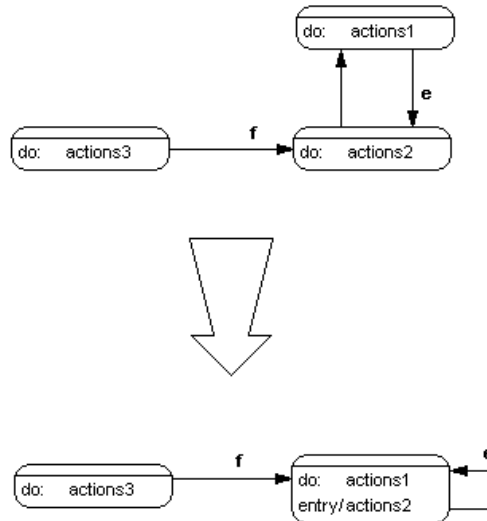 do: actions1
e
f
do: actions3
do: actions2
f
do: actions3
do: actions1
entry/actions2